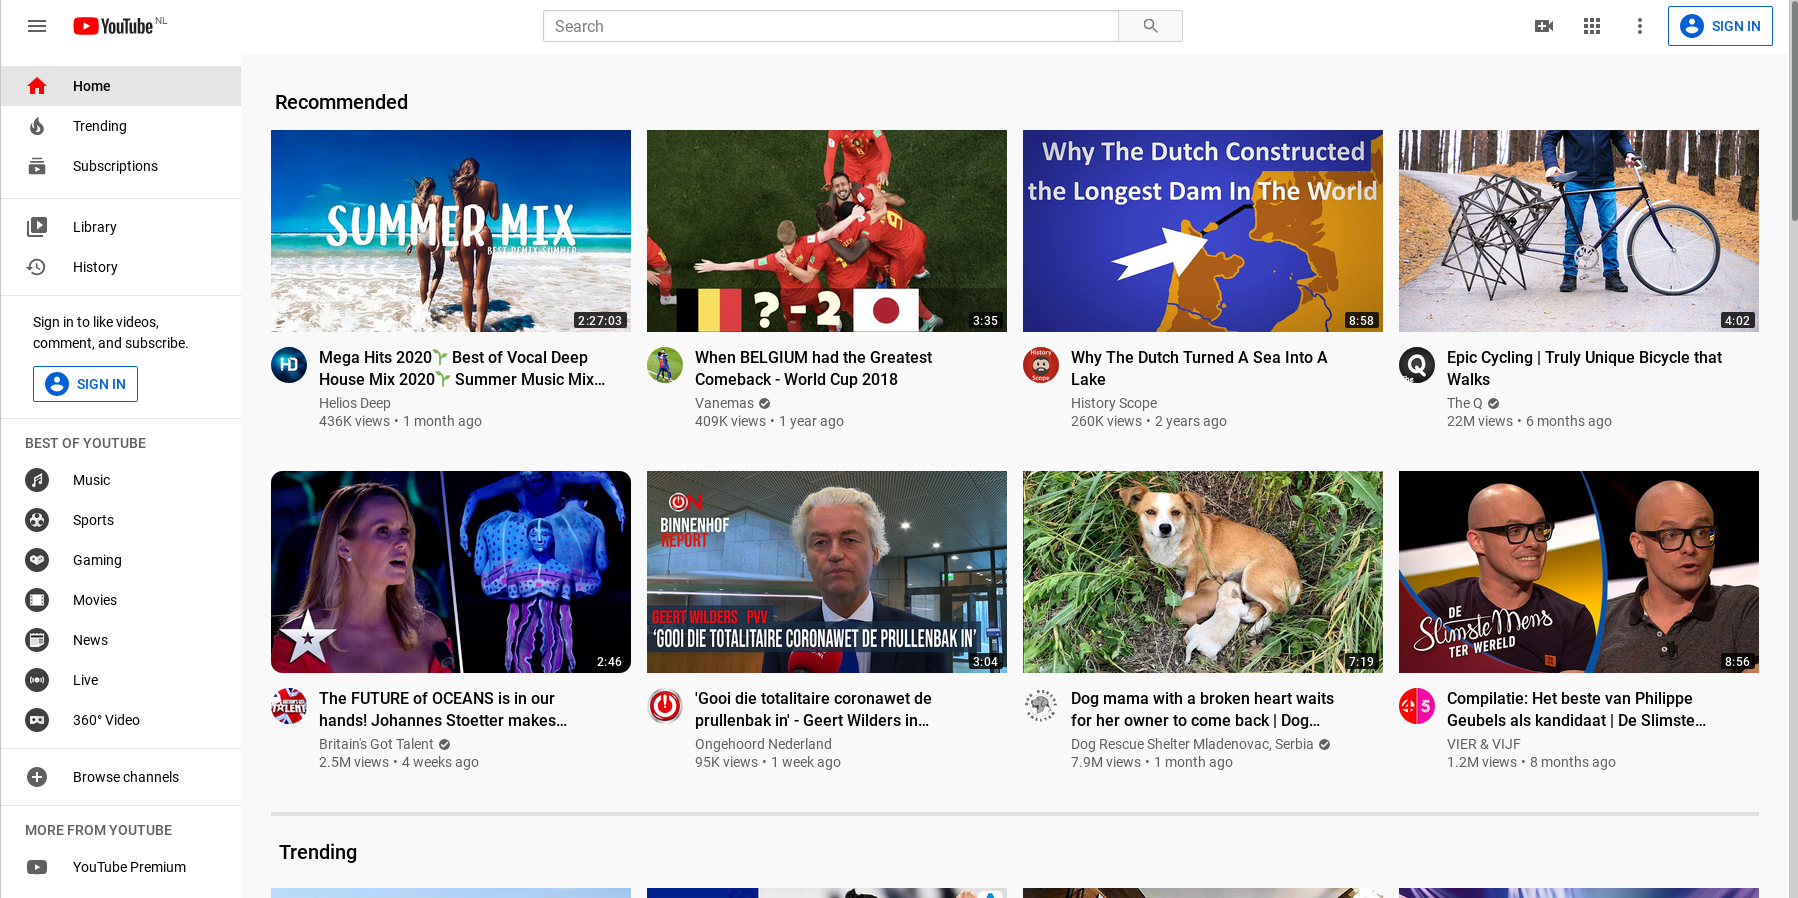 YouTube NL
Search
SIGN IN
Home
Trending
Subscriptions
Library
History
Sign in to like videos,
comment, and subscribe.
SIGN IN
BEST OF YOUTUBE
Music
Sports
Gaming
Movies
News
Live
360° Video
Browse channels
MORE FROM YOUTUBE
YouTube Premium
Recommended
SUMMER MIX
BEST REMIX SUMMER
2:27:03
HD
Mega Hits 2020🌱 Best of Vocal Deep
House Mix 2020🌱 Summer Music Mix...
Helios Deep
436K views • 1 month ago
? - 2
3:35
When BELGIUM had the Greatest
Comeback - World Cup 2018
Vanemas
409K views • 1 year ago
Why The Dutch Constructed
the Longest Dam In The World
8:58
History
Scope
Why The Dutch Turned A Sea Into A
Lake
History Scope
260K views • 2 years ago
4:02
The Q
Epic Cycling | Truly Unique Bicycle that
Walks
The Q
22M views • 6 months ago
2:46
The FUTURE of OCEANS is in our
hands! Johannes Stoetter makes...
Britain's Got Talent
2.5M views • 4 weeks ago
ON
BINNENHOF
REPORT
GEERT WILDERS PVV
'GOOI DIE TOTALITAIRE CORONAWET DE PRULLENBAK IN'
3:04
'Gooi die totalitaire coronawet de
prullenbak in' - Geert Wilders in...
Ongehoord Nederland
95K views • 1 week ago
7:19
Dog mama with a broken heart waits
for her owner to come back | Dog...
Dog Rescue Shelter Mladenovac, Serbia
7.9M views • 1 month ago
DE
Slimste Mens
TER WERELD
8:56
4 5
Compilatie: Het beste van Philippe
Geubels als kandidaat | De Slimste...
VIER & VIJF
1.2M views • 8 months ago
Trending